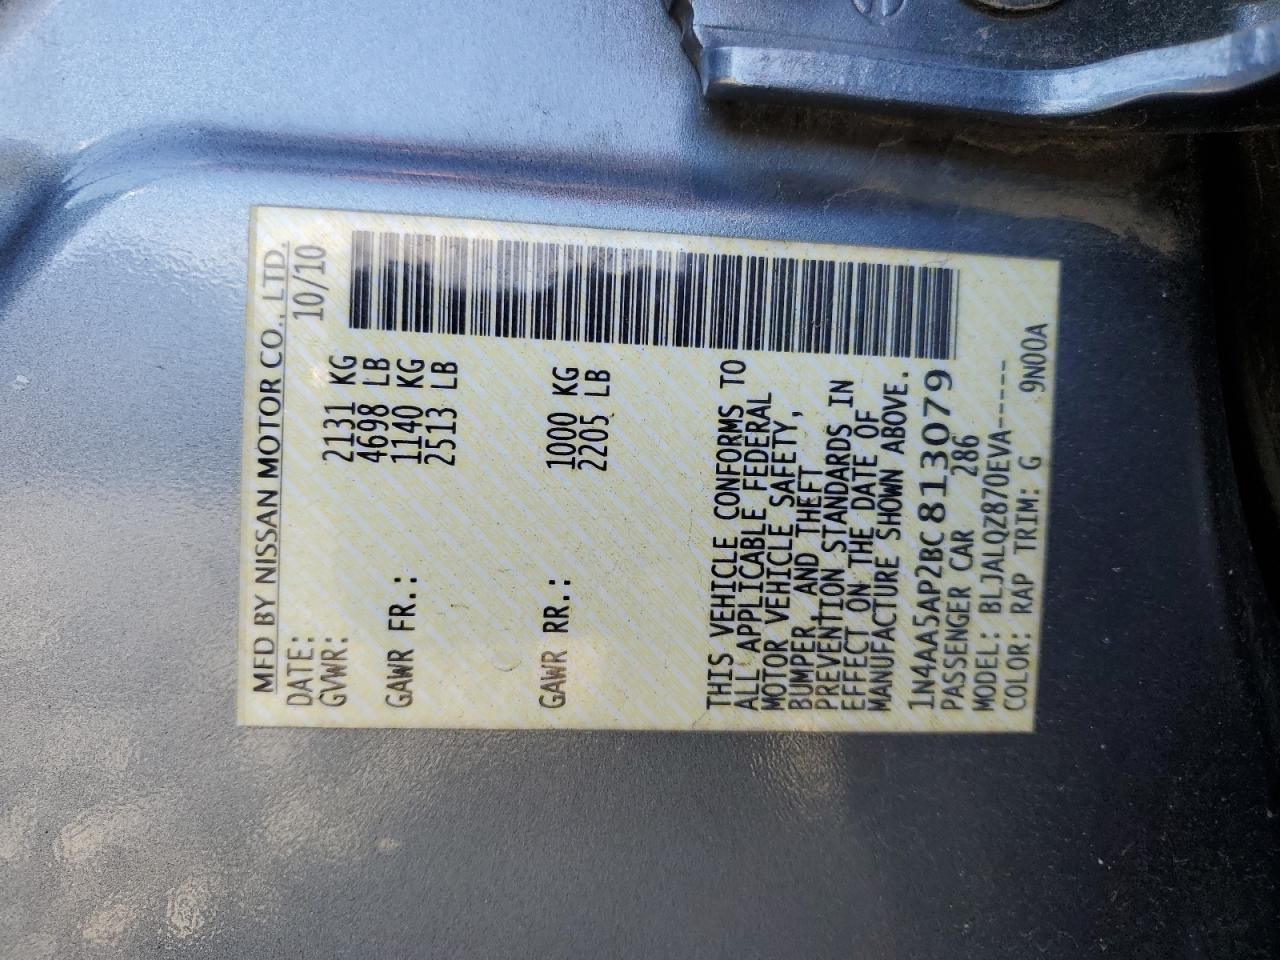 MFD BY NISSAN MOTOR CO., LTD.
DATE: 10/10
GVWR: 2131 KG
4698 LB
GAWR FR.: 1140 KG
2513 LB
GAWR RR.: 1000 KG
2205 LB
THIS VEHICLE CONFORMS TO
ALL APPLICABLE FEDERAL
MOTOR VEHICLE SAFETY,
BUMPER, AND THEFT
PREVENTION STANDARDS IN
EFFECT ON THE DATE OF
MANUFACTURE SHOWN ABOVE.
1N4AA5AP2BC813079
PASSENGER CAR 286
MODEL: BLJALQZ870EVA-----
COLOR: RAP TRIM: G 9N00A